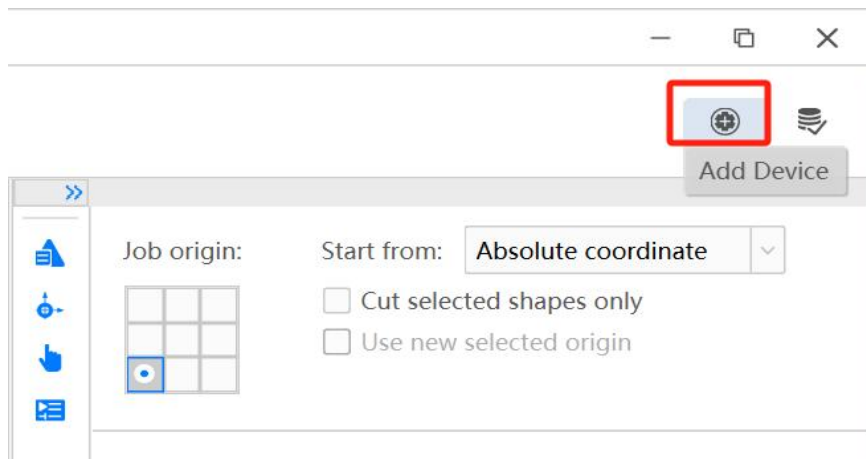 Add Device
Job origin:
Start from:
Absolute coordinate
Cut selected shapes only
Use new selected origin